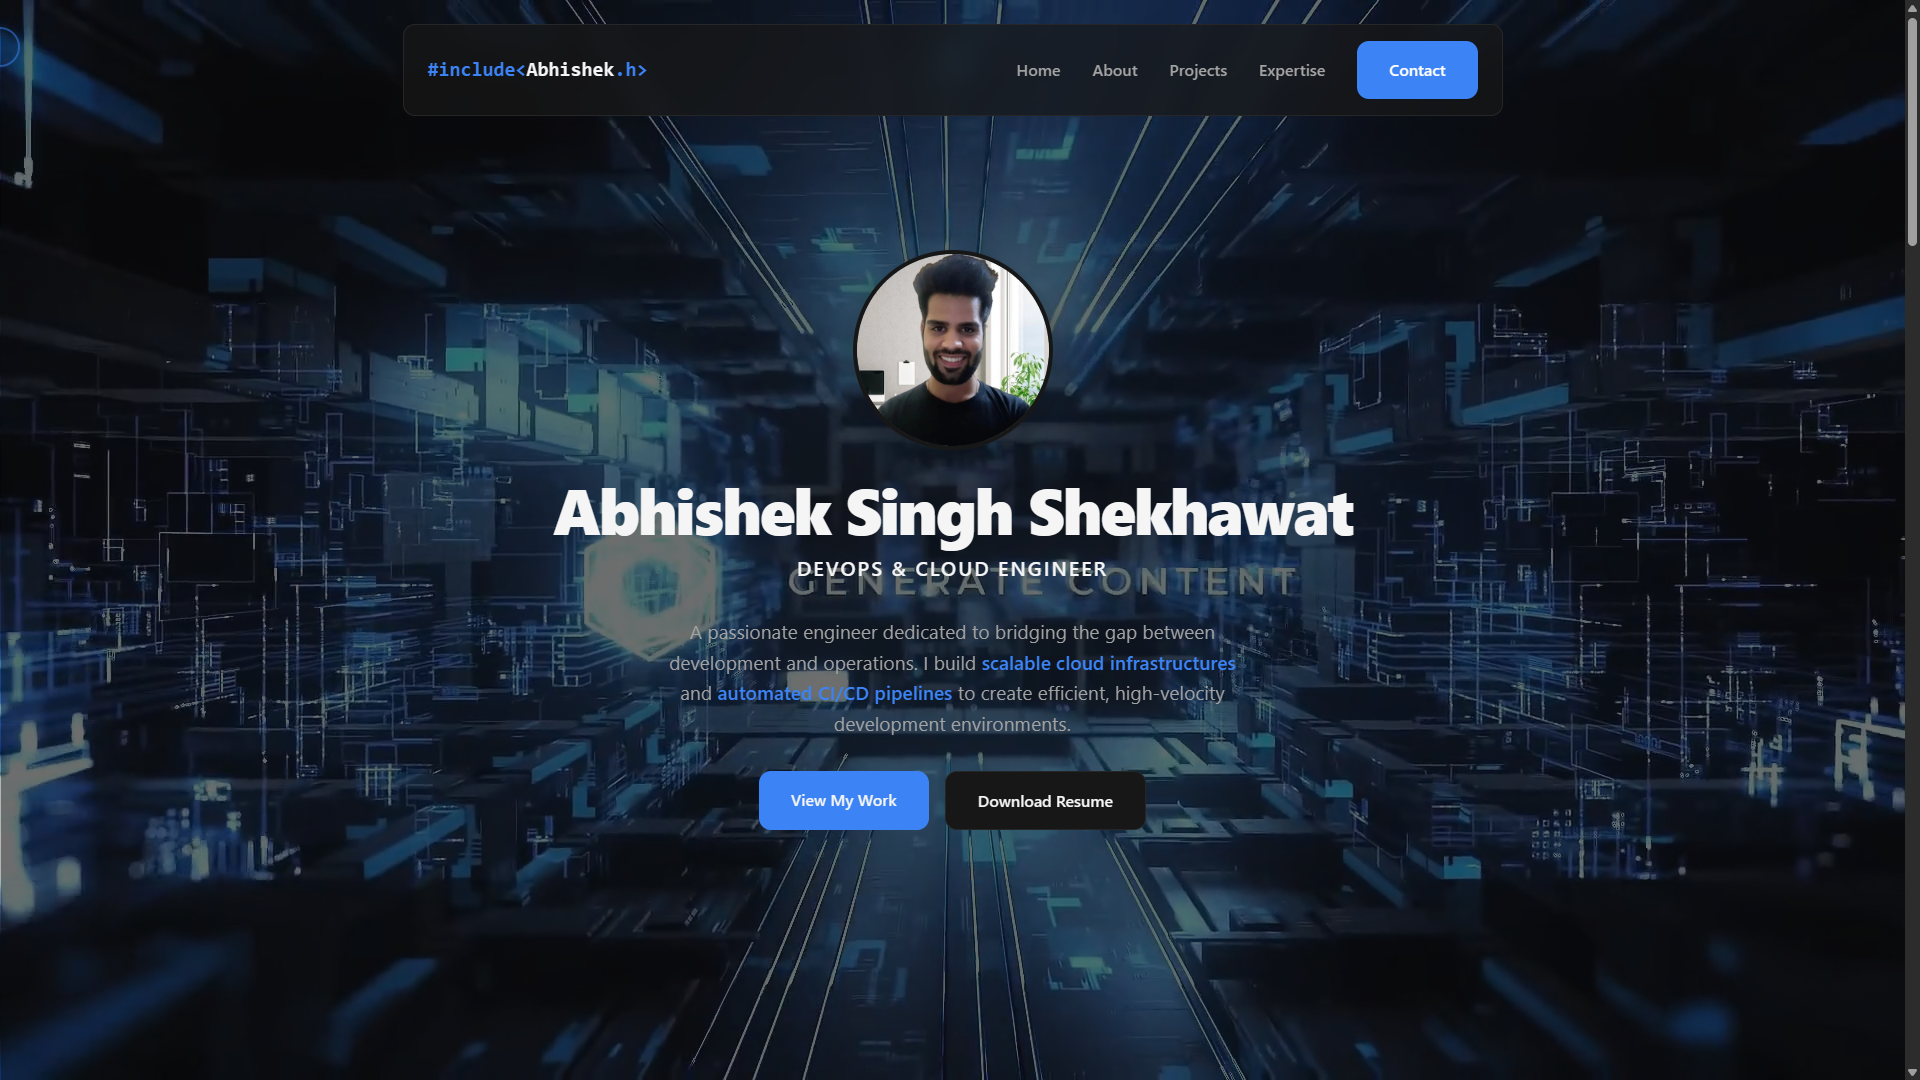 #include<Abhishek.h>
Home
About
Projects
Expertise
Contact
Abhishek Singh Shekhawat
DEVOPS & CLOUD ENGINEER
GENERATE CONTENT
A passionate engineer dedicated to bridging the gap between
development and operations. I build scalable cloud infrastructures
and automated CI/CD pipelines to create efficient, high-velocity
development environments.
View My Work
Download Resume